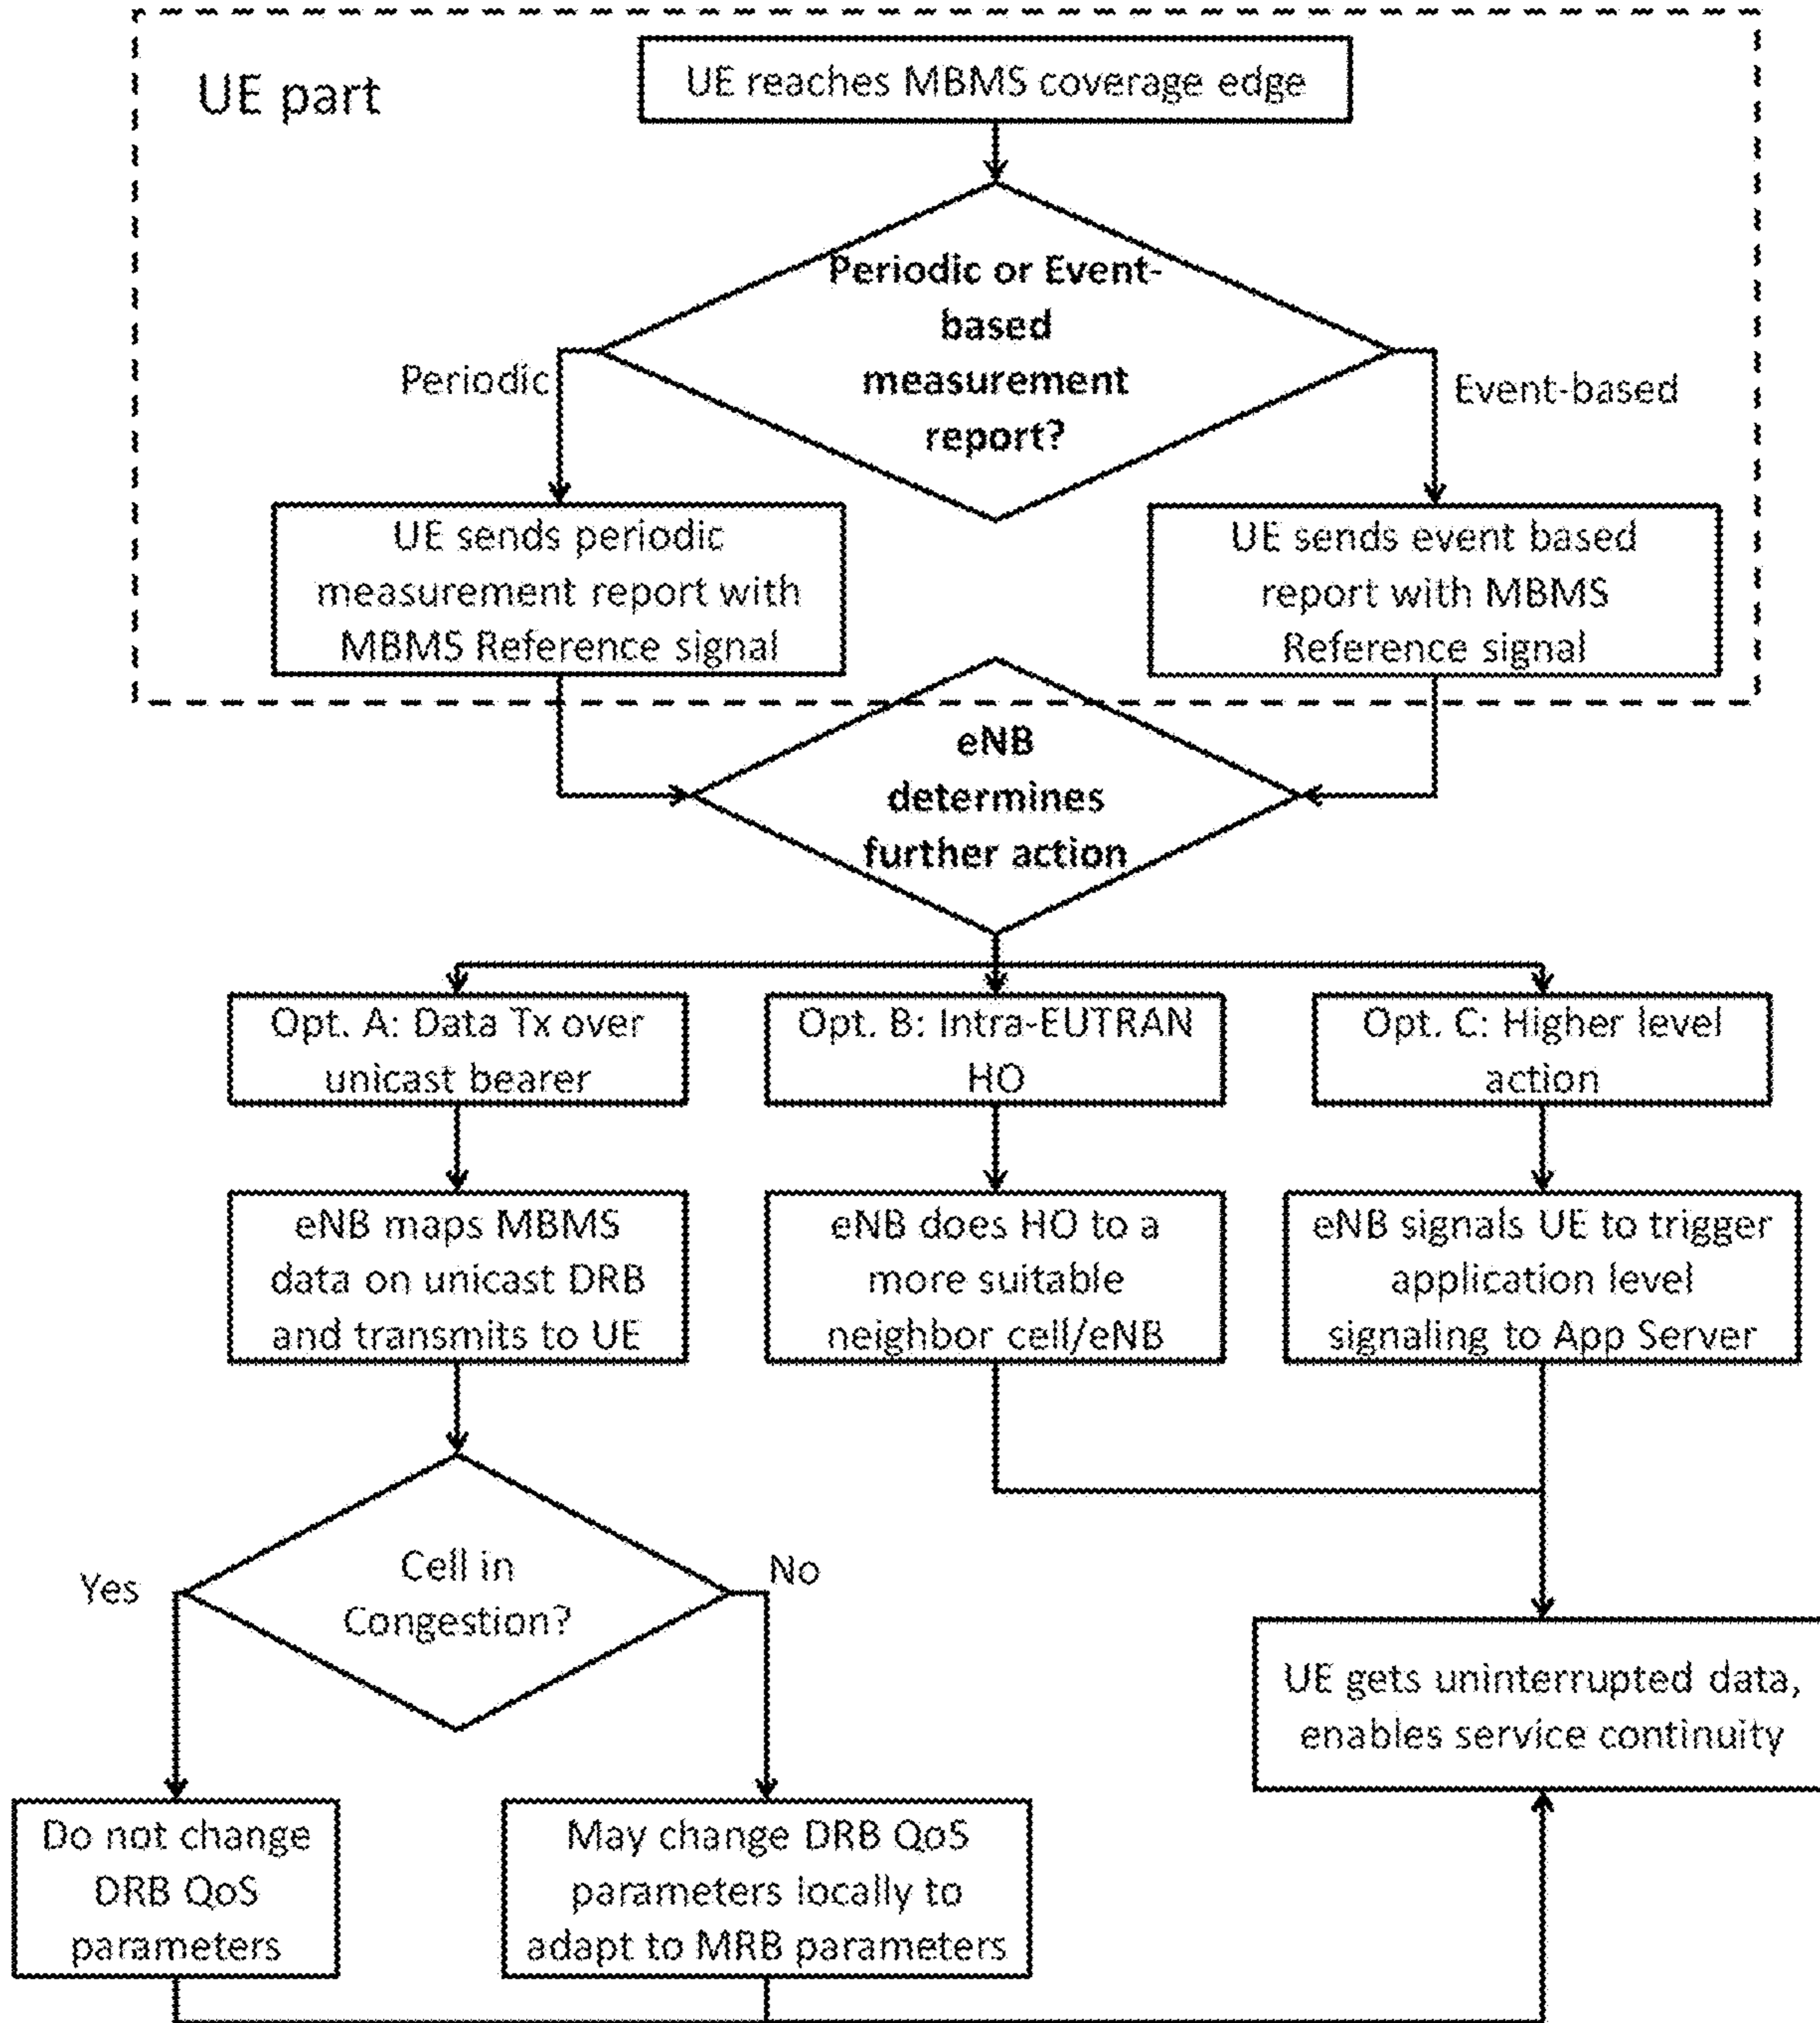 UE part
UE reaches MBMS coverage edge
Periodic or Event-
based
measurement
report?
Periodic
Event-based
UE sends periodic
measurement report with
MBMS Reference signal
UE sends event based
report with MBMS
Reference signal
eNB
determines
further action
Opt. A: Data Tx over
unicast bearer
Opt. B: Intra-EUTRAN
HO
Opt. C: Higher level
action
eNB maps MBMS
data on unicast DRB
and transmits to UE
eNB does HO to a
more suitable
neighbor cell/eNB
eNB signals UE to trigger
application level
signaling to App Server
Cell in
Congestion?
Yes
No
UE gets uninterrupted data,
enables service continuity
Do not change
DRB QoS
parameters
May change DRB QoS
parameters locally to
adapt to MRB parameters